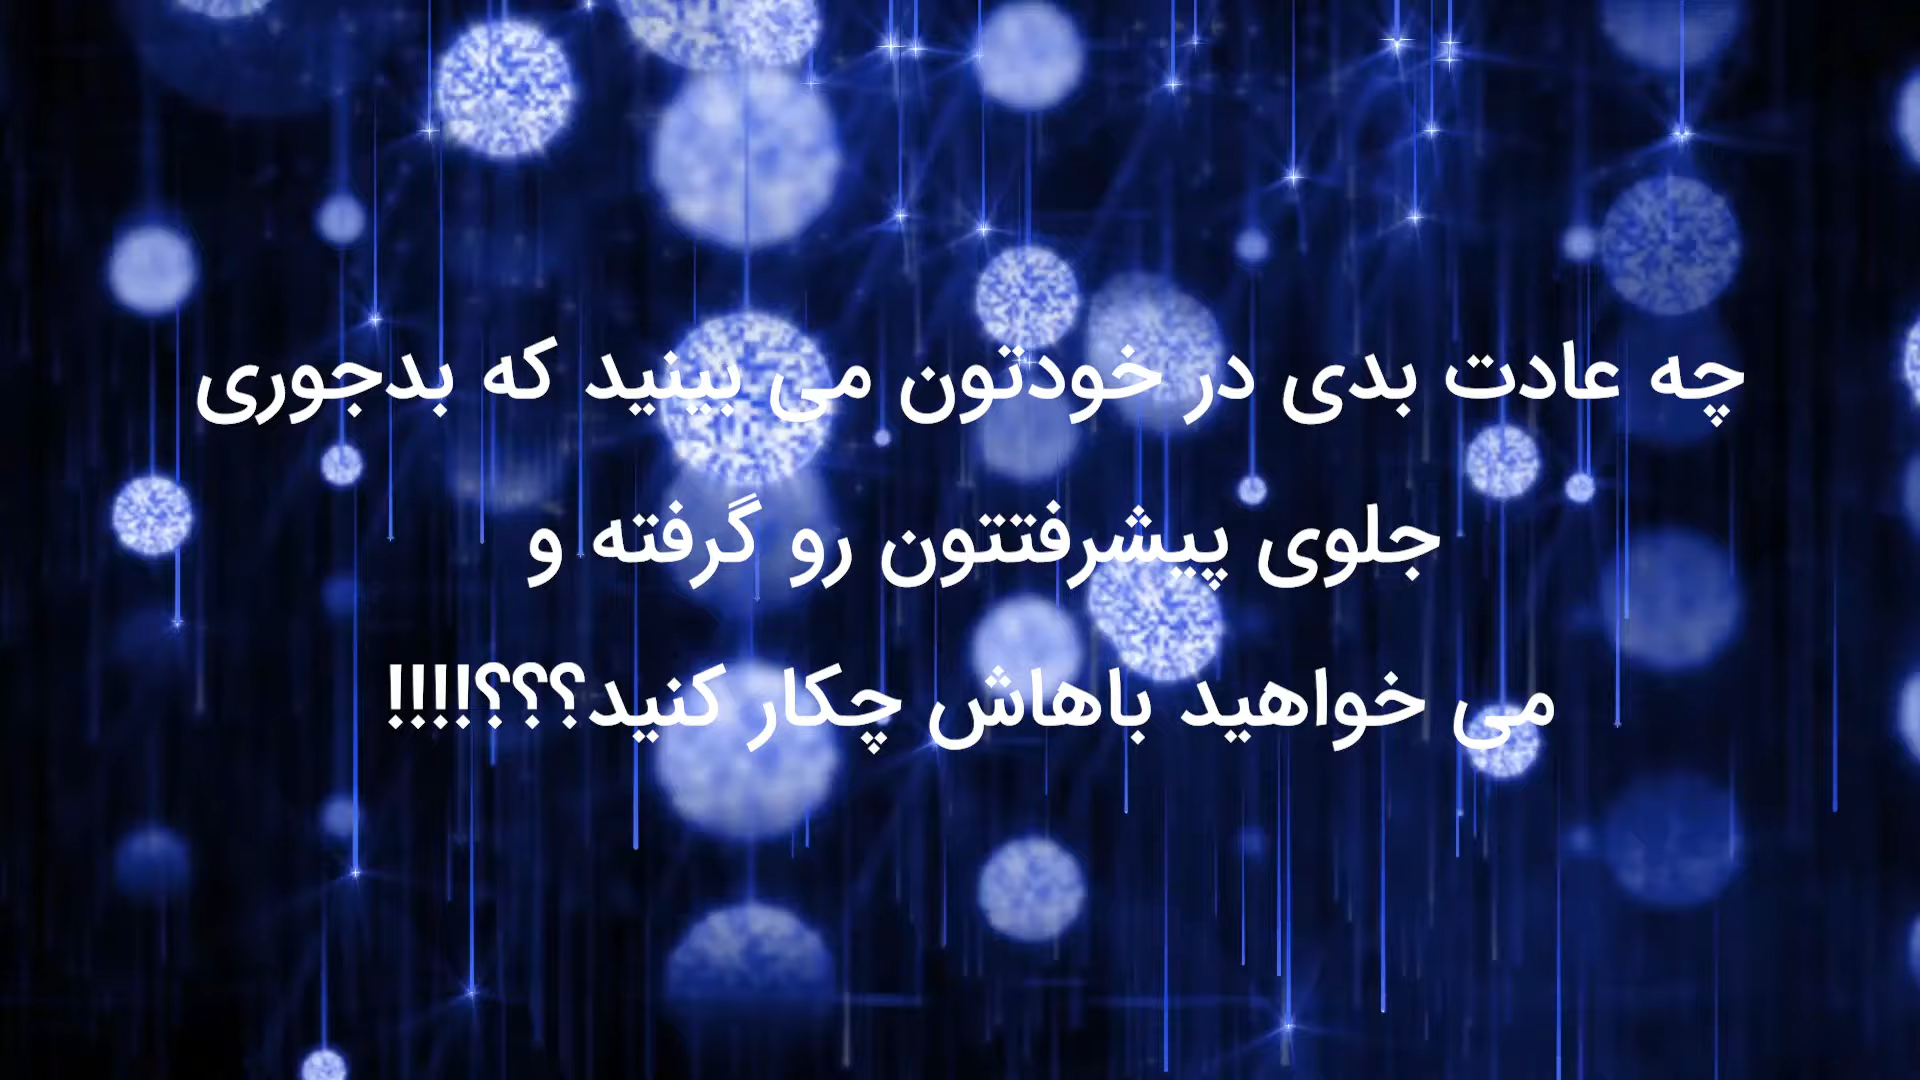 چه عادت بدی در خودتون می بینید که بدجوری
جلوی پیشرفتتون رو گرفته و
می خواهید باهاش چکار کنید؟؟؟!!!!